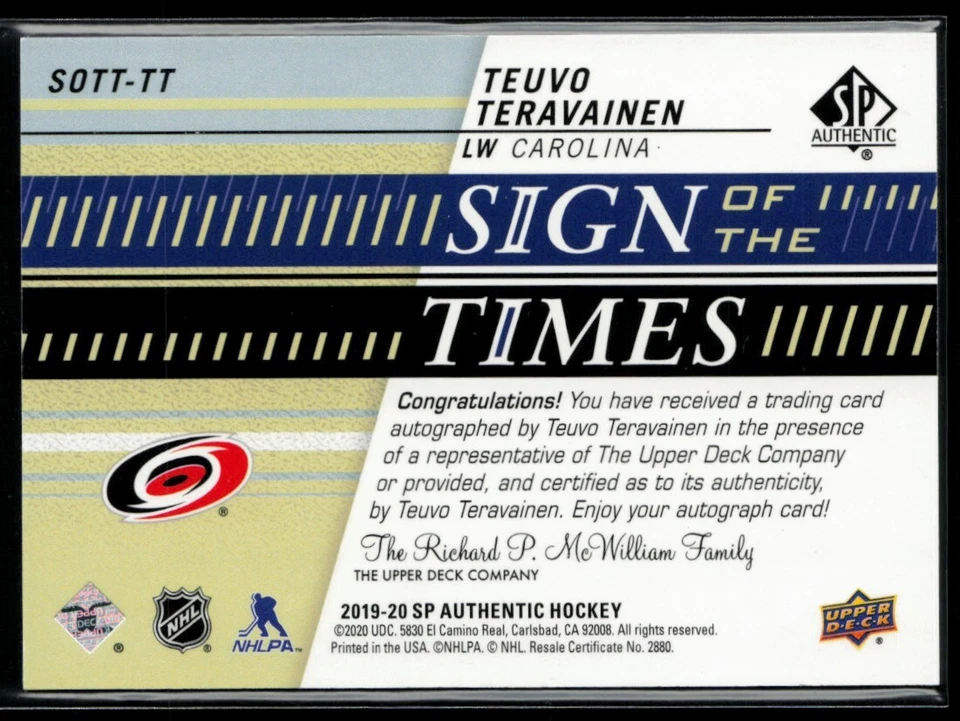 SOTT-TT
TEUVO
TERAVAINEN
LW CAROLINA
SP
AUTHENTIC
®
SIGN OF THE
TIMES
Congratulations! You have received a trading card
autographed by Teuvo Teravainen in the presence
of a representative of The Upper Deck Company
or provided, and certified as to its authenticity,
by Teuvo Teravainen. Enjoy your autograph card!
The Richard P. McWilliam Family
THE UPPER DECK COMPANY
®
®
NHL
®
NHLPA™
2019-20 SP AUTHENTIC HOCKEY
©2020 UDC. 5830 El Camino Real, Carlsbad, CA 92008. All rights reserved.
Printed in the USA. ©NHLPA. © NHL. Resale Certificate No. 2880.
UPPER
D·E·C·K
®